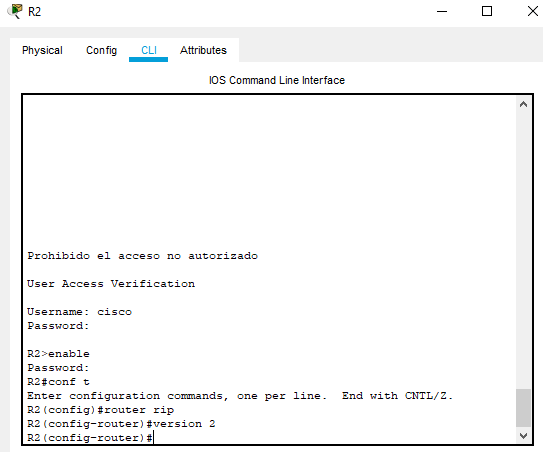 R2
Physical Config CLI Attributes
IOS Command Line Interface
Prohibido el acceso no autorizado
User Access Verification
Username: cisco
Password:
R2>enable
Password:
R2#conf t
Enter configuration commands, one per line.  End with CNTL/Z.
R2(config)#router rip
R2(config-router)#version 2
R2(config-router)#